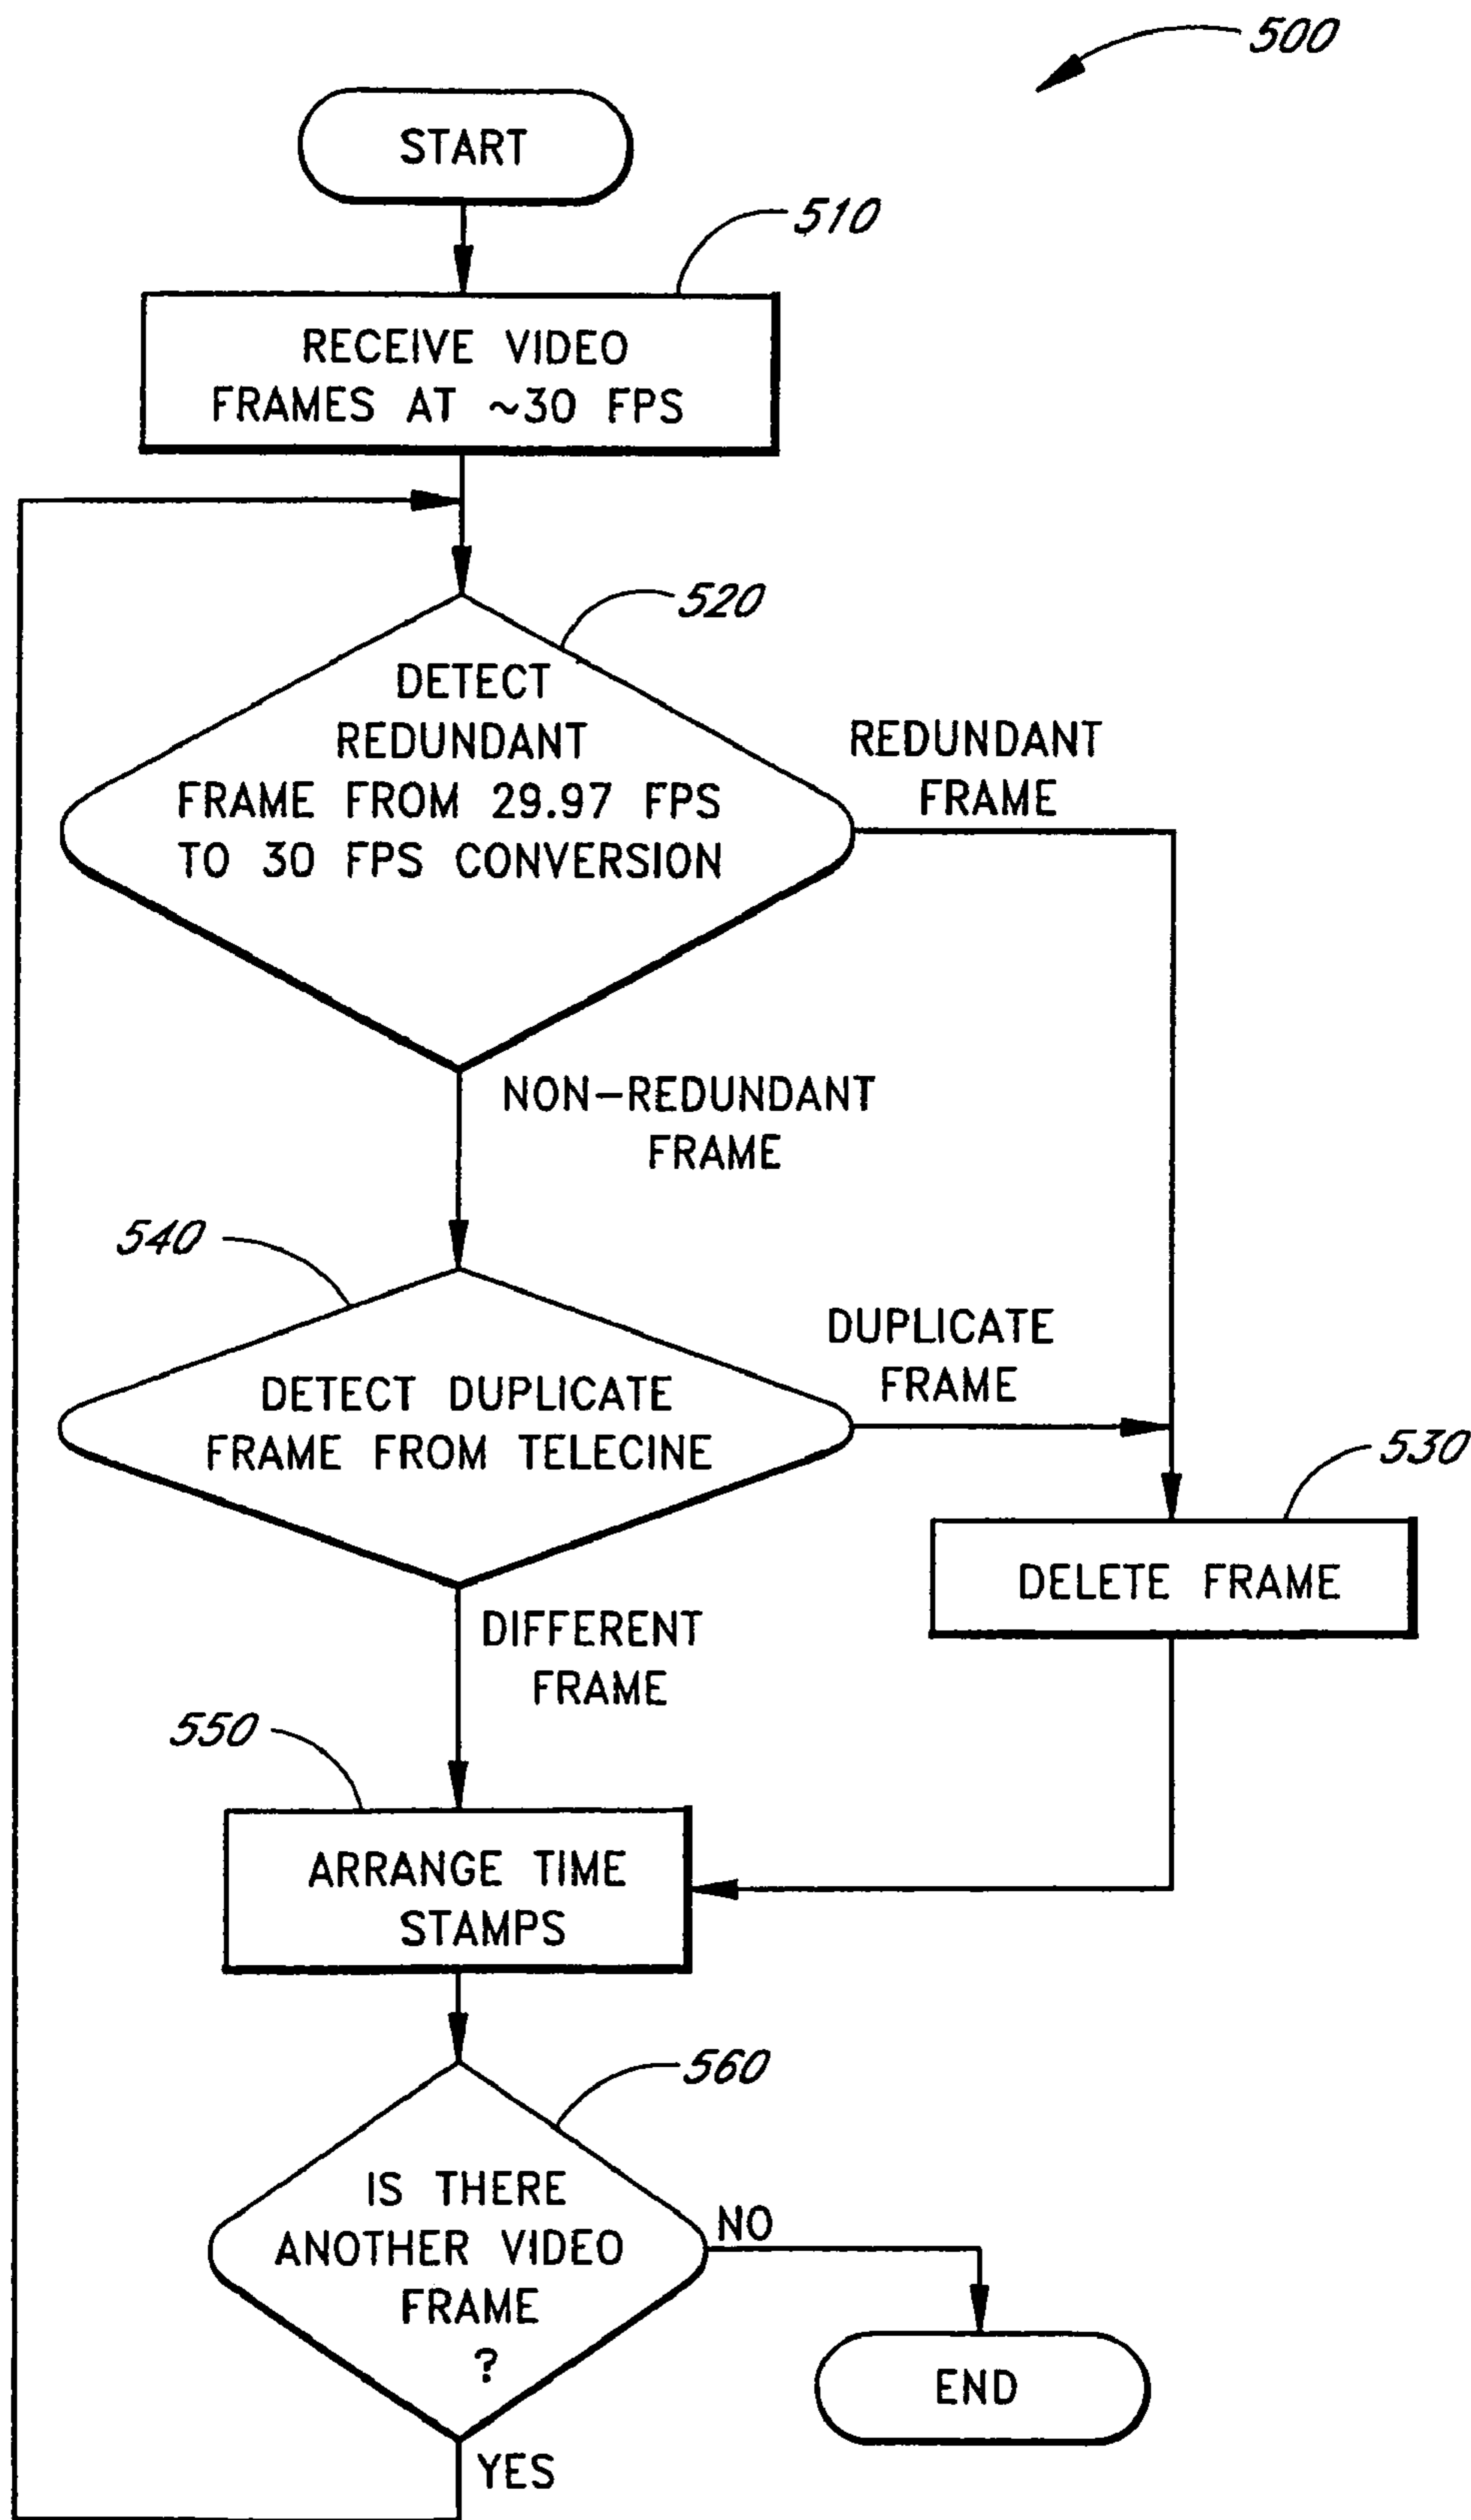 500
START
510
RECEIVE VIDEO
FRAMES AT ~30 FPS
520
DETECT
REDUNDANT
FRAME FROM 29.97 FPS
TO 30 FPS CONVERSION
REDUNDANT
FRAME
NON-REDUNDANT
FRAME
540
DETECT DUPLICATE
FRAME FROM TELECINE
DUPLICATE
FRAME
530
DELETE FRAME
DIFFERENT
FRAME
550
ARRANGE TIME
STAMPS
560
IS THERE
ANOTHER VIDEO
FRAME
?
NO
END
YES